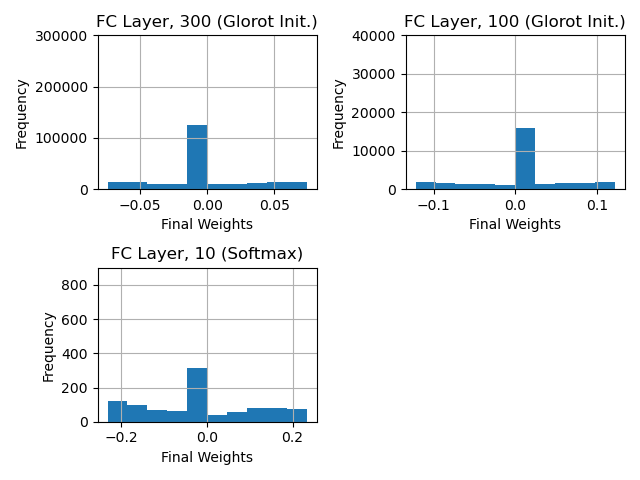 FC Layer, 300 (Glorot Init.)
300000
200000
100000
0
Frequency
−0.05 0.00 0.05
Final Weights
FC Layer, 100 (Glorot Init.)
40000
30000
20000
10000
0
Frequency
−0.1 0.0 0.1
Final Weights
FC Layer, 10 (Softmax)
800
600
400
200
0
Frequency
−0.2 0.0 0.2
Final Weights